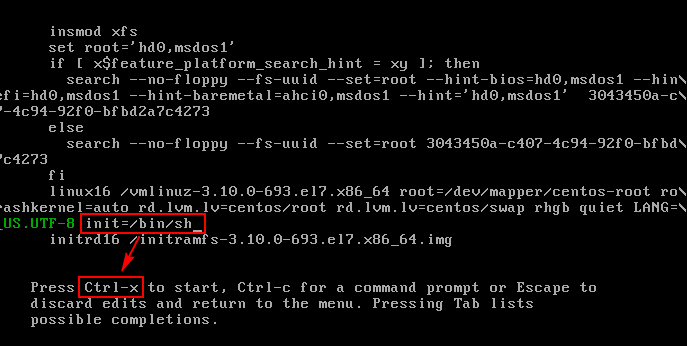 insmod xfs
set root='hd0,msdos1'
if [ x$feature_platform_search_hint = xy ]; then
search --no-floppy --fs-uuid --set=root --hint-bios=hd0,msdos1 --hin\
efi=hd0,msdos1 --hint-baremetal=ahci0,msdos1 --hint='hd0,msdos1'  3043450a-c\
-4c94-92f0-bfbd2a7c4273
else
search --no-floppy --fs-uuid --set=root 3043450a-c407-4c94-92f0-bfbd\
7c4273
fi
linux16 /vmlinuz-3.10.0-693.el7.x86_64 root=/dev/mapper/centos-root ro\
rashkernel=auto rd.lvm.lv=centos/root rd.lvm.lv=centos/swap rhgb quiet LANG=\
_US.UTF-8 init=/bin/sh_
initrd16 /initramfs-3.10.0-693.el7.x86_64.img
Press Ctrl-x to start, Ctrl-c for a command prompt or Escape to
discard edits and return to the menu. Pressing Tab lists
possible completions.